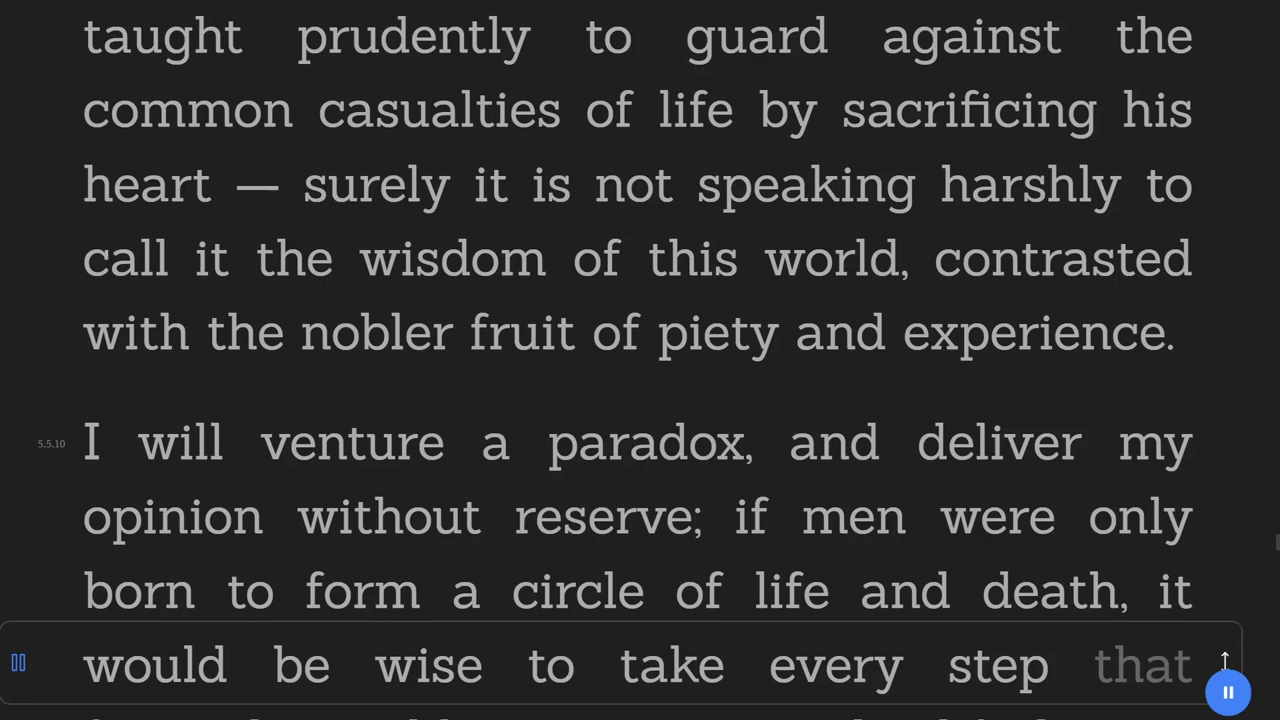 taught prudently to guard against the
common casualties of life by sacrificing his
heart — surely it is not speaking harshly to
call it the wisdom of this world, contrasted
with the nobler fruit of piety and experience.
5.5.10
I will venture a paradox, and deliver my
opinion without reserve; if men were only
born to form a circle of life and death, it
would be wise to take every step that